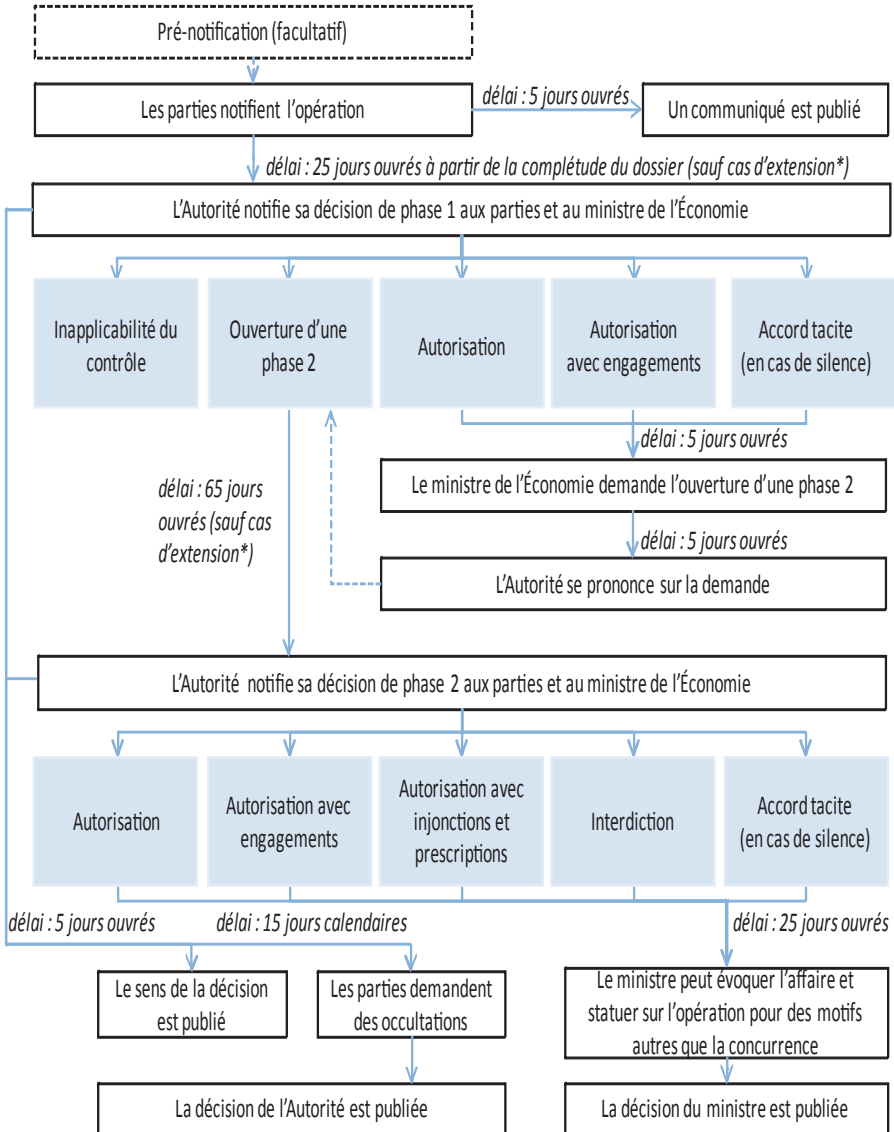 Pré-notification (facultatif)
Les parties notifient l'opération
délai : 5 jours ouvrés
Un communiqué est publié
délai : 25 jours ouvrés à partir de la complétude du dossier (sauf cas d'extension*)
L'Autorité notifie sa décision de phase 1 aux parties et au ministre de l'Économie
Inapplicabilité du
contrôle
Ouverture d'une
phase 2
Autorisation
Autorisation
avec engagements
Accord tacite
(en cas de silence)
délai : 5 jours ouvrés
Le ministre de l'Économie demande l'ouverture d'une phase 2
délai : 65 jours
ouvrés (sauf cas
d'extension*)
délai : 5 jours ouvrés
L'Autorité se prononce sur la demande
L'Autorité notifie sa décision de phase 2 aux parties et au ministre de l'Économie
Autorisation
Autorisation avec
engagements
Autorisation avec
injonctions et
prescriptions
Interdiction
Accord tacite
(en cas de silence)
délai : 5 jours ouvrés
délai : 15 jours calendaires
délai : 25 jours ouvrés
Le sens de la décision
est publié
Les parties demandent
des occultations
Le ministre peut évoquer l'affaire et
statuer sur l'opération pour des motifs
autres que la concurrence
La décision de l'Autorité est publiée
La décision du ministre est publiée